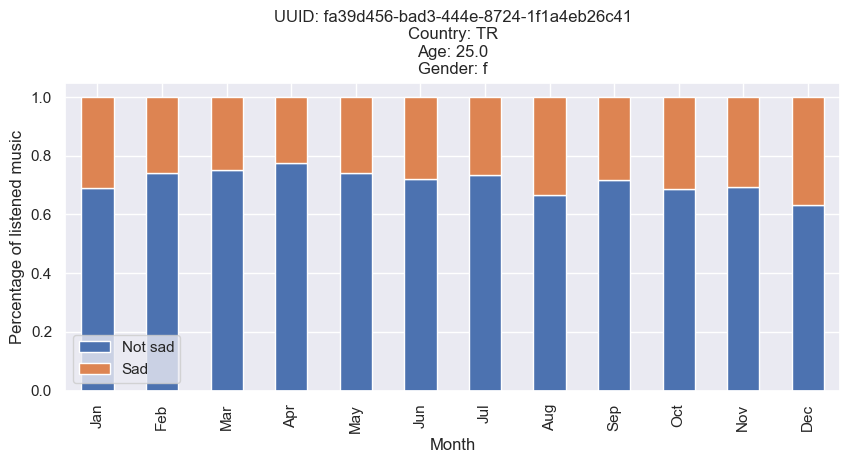 UUID: fa39d456-bad3-444e-8724-1f1a4eb26c41
Country: TR
Age: 25.0
Gender: f
Percentage of listened music
1.0
0.8
0.6
0.4
0.2
0.0
Not sad
Sad
Jan
Feb
Mar
Apr
May
Jun
Jul
Aug
Sep
Oct
Nov
Dec
Month